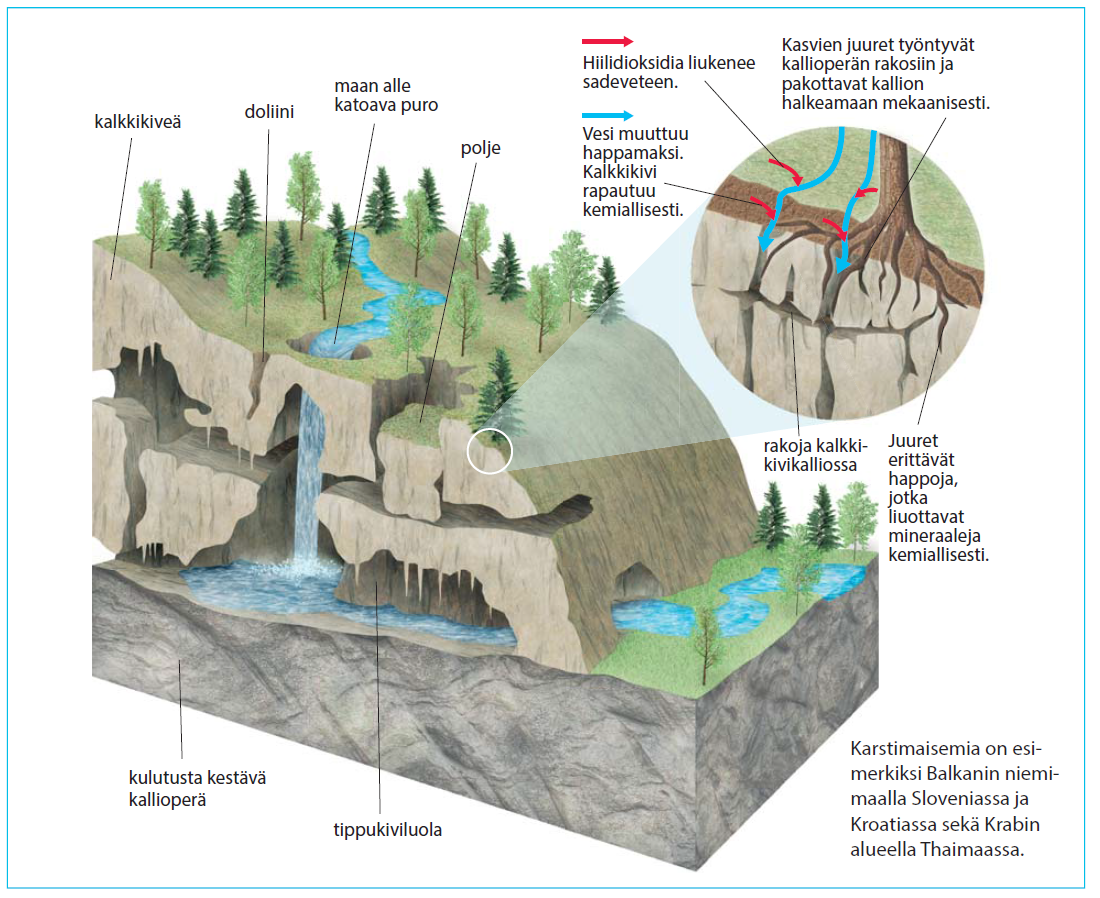 kalkkikiveä
doliini
maan alle
katoava puro
polje
Hiilidioksidia liukenee
sadeveteen.
Vesi muuttuu
happamaksi.
Kalkkikivi
rapautuu
kemiallisesti.
Kasvien juuret työntyvät
kallioperän rakosiin ja
pakottavat kallion
halkeamaan mekaanisesti.
rakoja kalkki-
kivikalliossa
Juuret
erittävät
happoja,
jotka
liuottavat
mineraaleja
kemiallisesti.
kulutusta kestävä
kallioperä
tippukiviluola
Karstimaisemia on esi-
merkiksi Balkanin niemi-
maalla Sloveniassa ja
Kroatiassa sekä Krabin
alueella Thaimaassa.